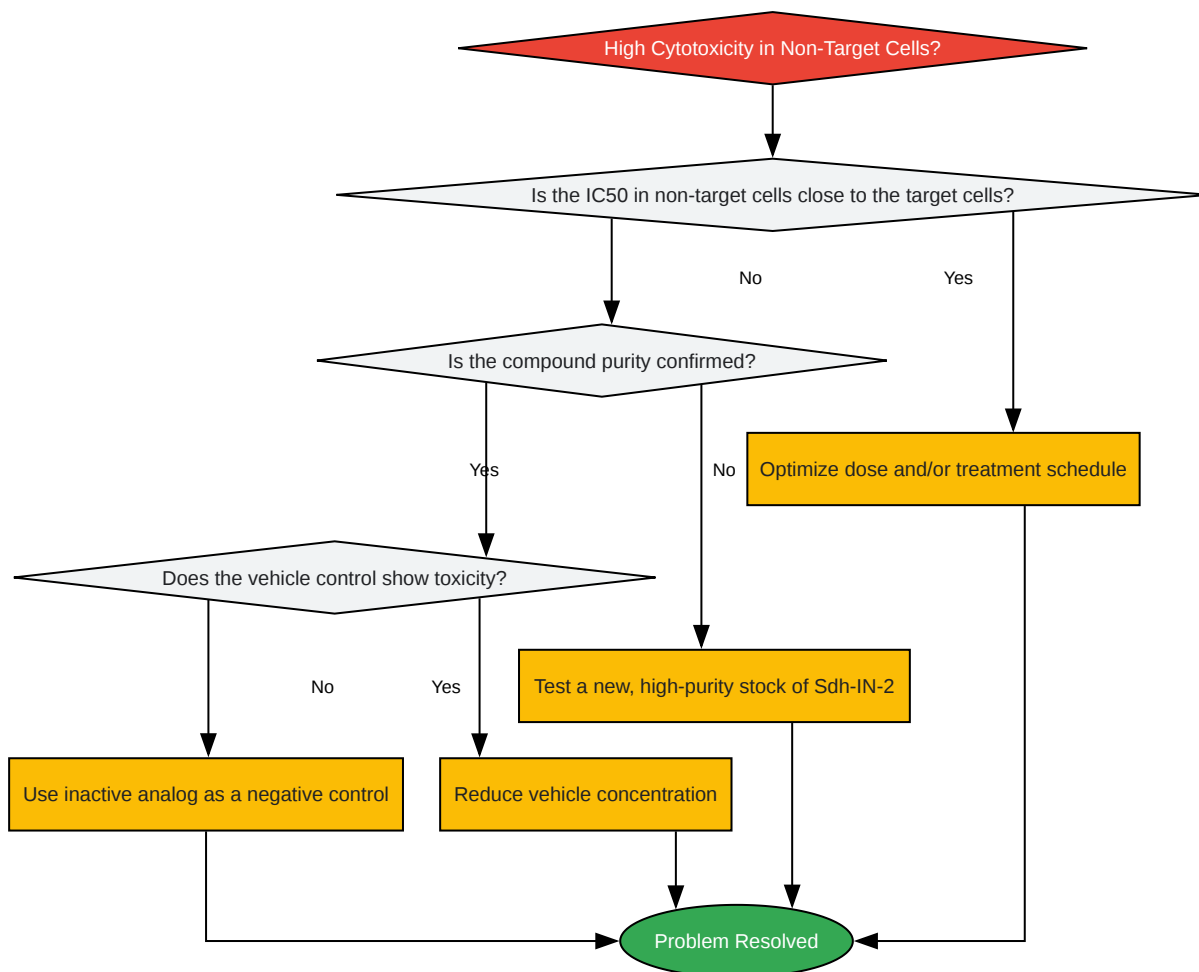 High Cytotoxicity in Non-Target Cells?
Is the IC50 in non-target cells close to the target cells?
No
Yes
Is the compound purity confirmed?
Yes
No
Optimize dose and/or treatment schedule
Does the vehicle control show toxicity?
No
Yes
Test a new, high-purity stock of Sdh-IN-2
Use inactive analog as a negative control
Reduce vehicle concentration
Problem Resolved